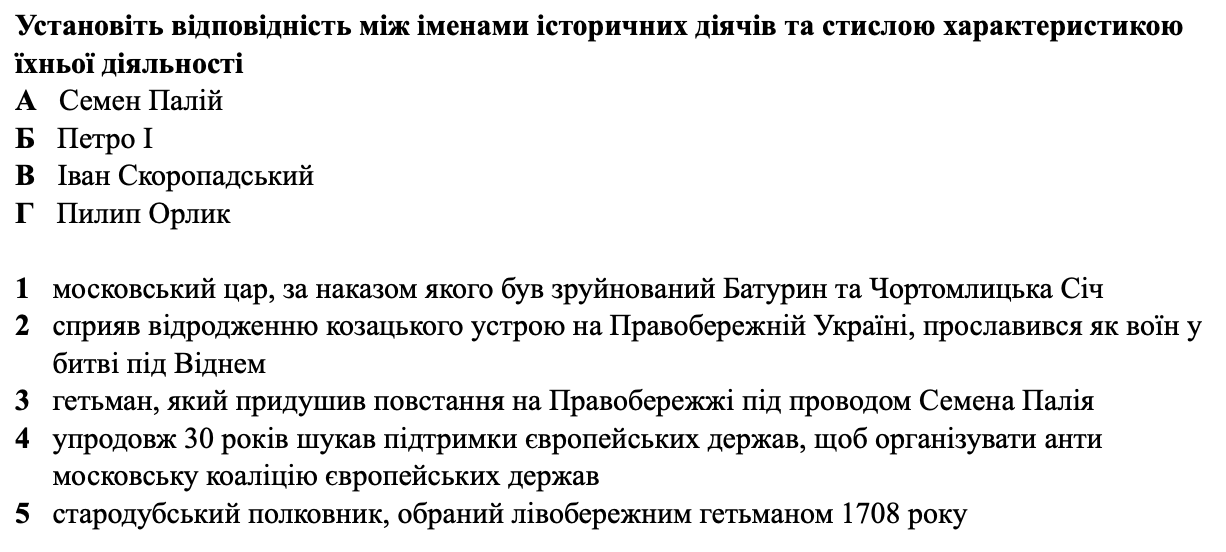 Установіть відповідність між іменами історичних діячів та стислою характеристикою
їхньої діяльності
А Семен Палій
Б Петро І
В Іван Скоропадський
Г Пилип Орлик
1 московський цар, за наказом якого був зруйнований Батурин та Чортомлицька Січ
2 сприяв відродженню козацького устрою на Правобережній Україні, прославився як воїн у
битві під Віднем
3 гетьман, який придушив повстання на Правобережжі під проводом Семена Палія
4 упродовж 30 років шукав підтримки європейських держав, щоб організувати анти
московську коаліцію європейських держав
5 стародубський полковник, обраний лівобережним гетьманом 1708 року